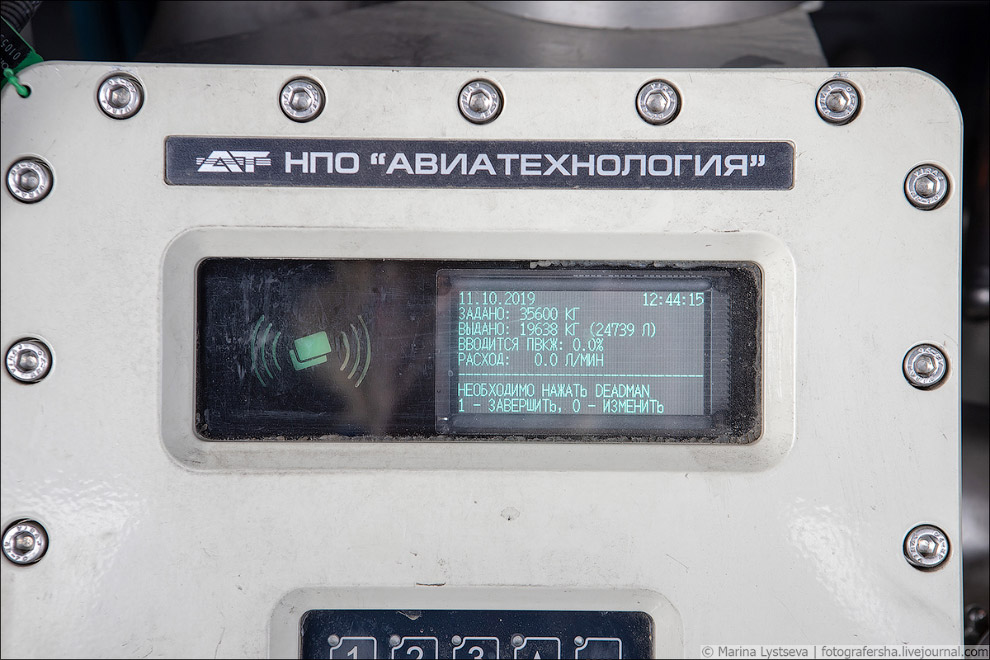 АТ НПО “АВИАТЕХНОЛОГИЯ”
11.10.2019 12:44:15
ЗАДАНО: 35600 КГ
ВЫДАНО: 19638 КГ (24739 Л)
ВВОДИТСЯ ПВКЖ: 0.0%
РАСХОД: 0.0 Л/МИН
НЕОБХОДИМО НАЖАТЬ DEADMAN
1 - ЗАВЕРШИТЬ, 0 - ИЗМЕНИТЬ
1 2 3
© Marina Lystseva | fotografersha.livejournal.com